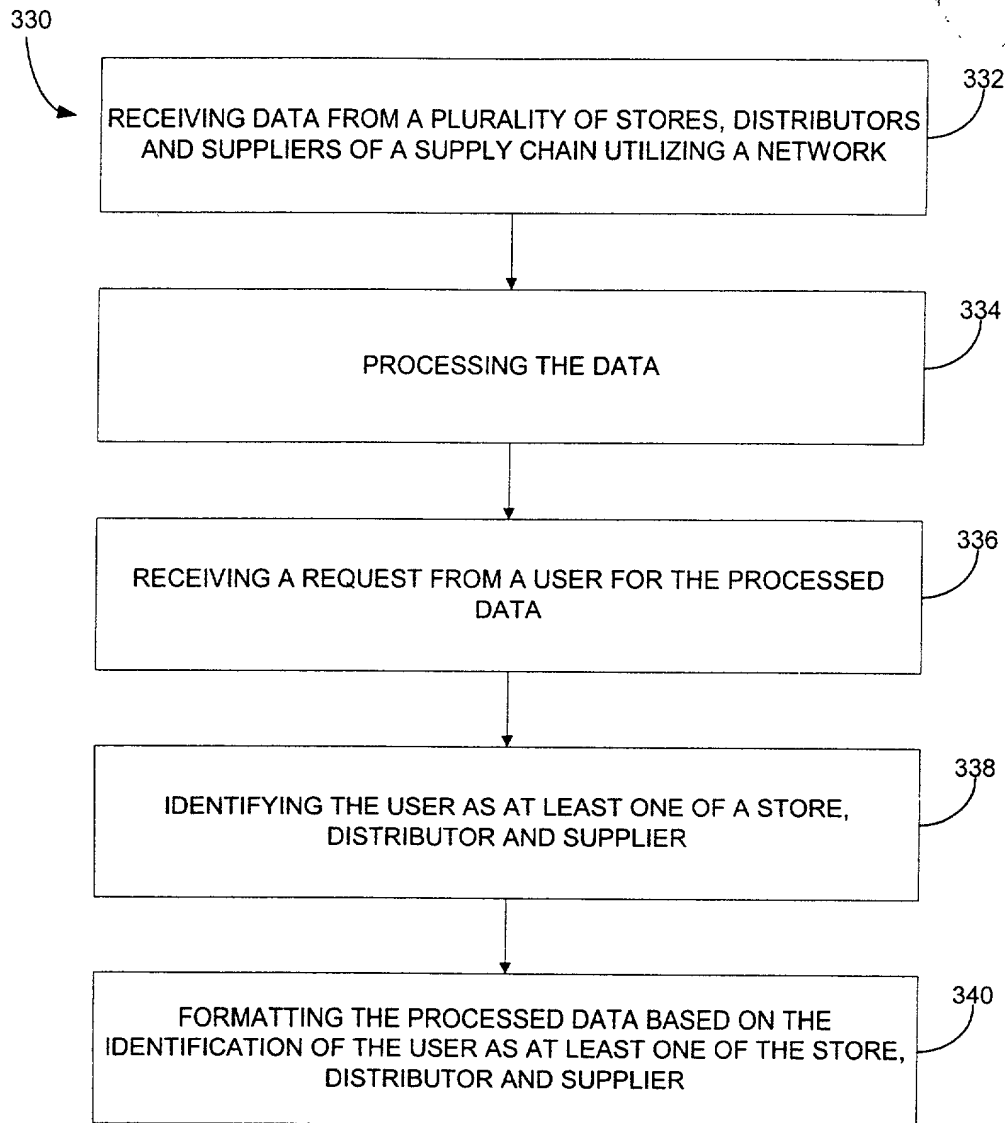 330
332
RECEIVING DATA FROM A PLURALITY OF STORES, DISTRIBUTORS
AND SUPPLIERS OF A SUPPLY CHAIN UTILIZING A NETWORK
334
PROCESSING THE DATA
336
RECEIVING A REQUEST FROM A USER FOR THE PROCESSED
DATA
338
IDENTIFYING THE USER AS AT LEAST ONE OF A STORE,
DISTRIBUTOR AND SUPPLIER
340
FORMATTING THE PROCESSED DATA BASED ON THE
IDENTIFICATION OF THE USER AS AT LEAST ONE OF THE STORE,
DISTRIBUTOR AND SUPPLIER